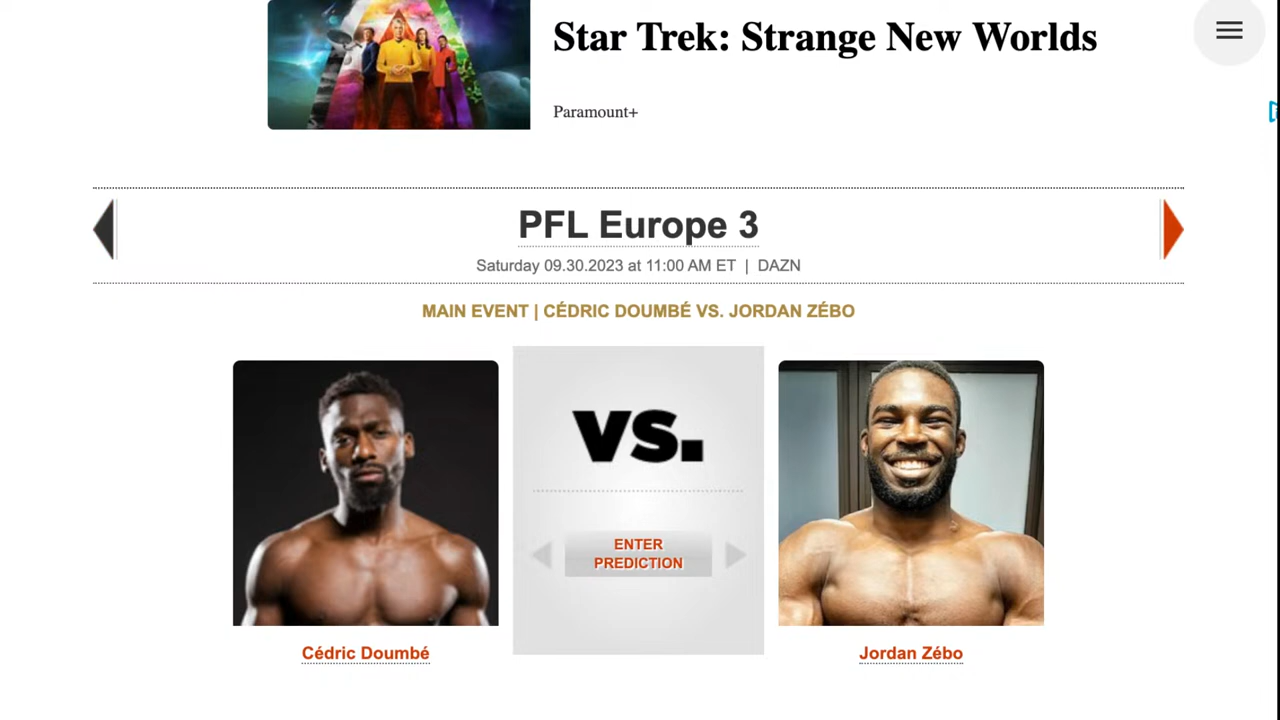 Star Trek: Strange New Worlds
Paramount+
PFL Europe 3
Saturday 09.30.2023 at 11:00 AM ET | DAZN
MAIN EVENT | CÉDRIC DOUMBÉ VS. JORDAN ZÉBO
VS.
ENTER
PREDICTION
Cédric Doumbé
Jordan Zébo